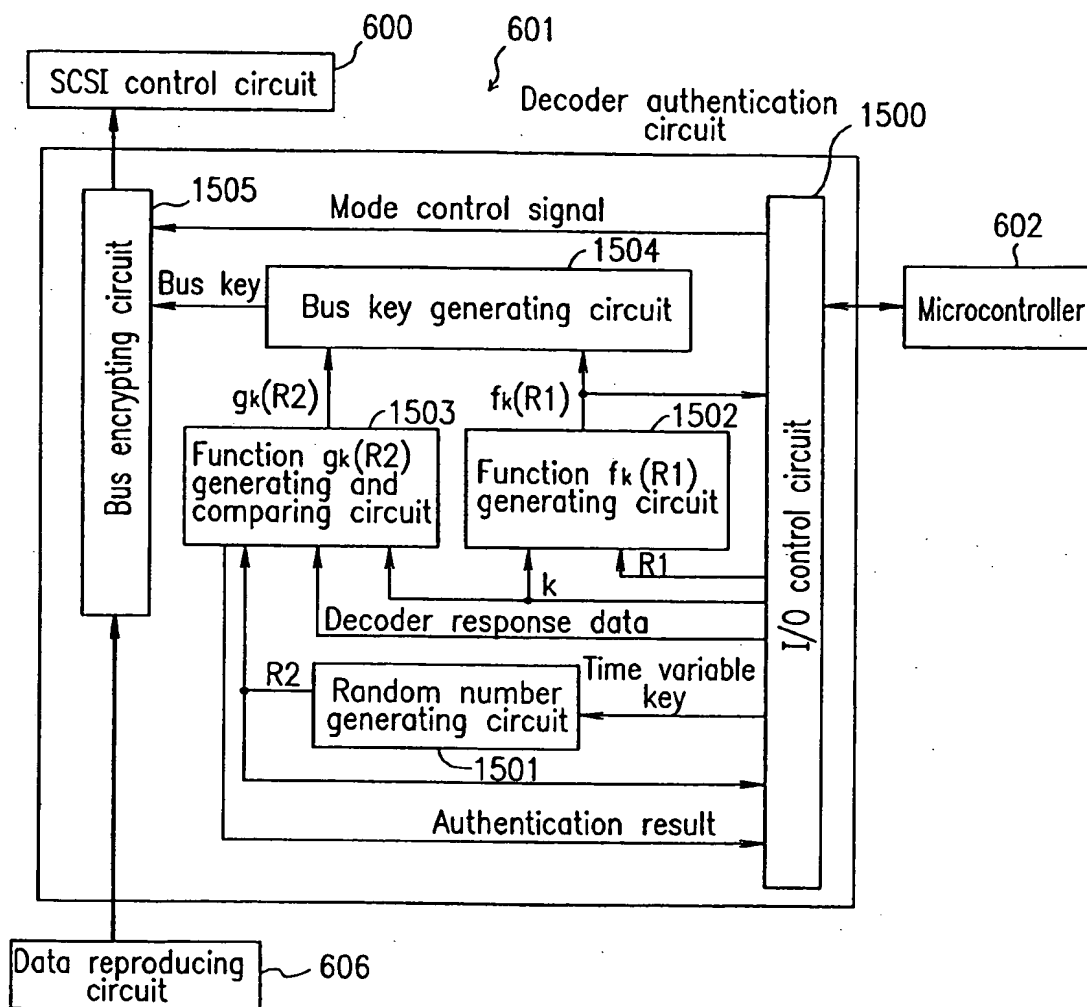 601
600
SCSI control circuit
Decoder authentication
circuit
1500
1505
Mode control signal
602
1504
Bus key
Bus key generating circuit
Microcontroller
Bus encrypting circuit
gk(R2)
fk(R1)
1503
1502
Function gk(R2)
generating and
comparing circuit
Function fk(R1)
generating circuit
I/O control circuit
R1
k
Decoder response data
R2
Time variable
key
Random number
generating circuit
1501
Authentication result
Data reproducing
circuit
606